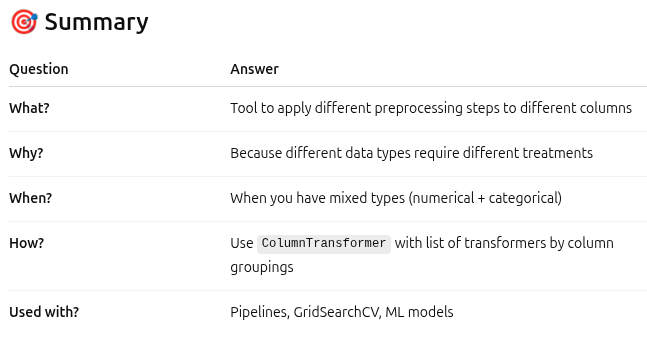 🎯 Summary
Question Answer
What? Tool to apply different preprocessing steps to different columns
Why? Because different data types require different treatments
When? When you have mixed types (numerical + categorical)
How? Use ColumnTransformer with list of transformers by column
groupings
Used with? Pipelines, GridSearchCV, ML models